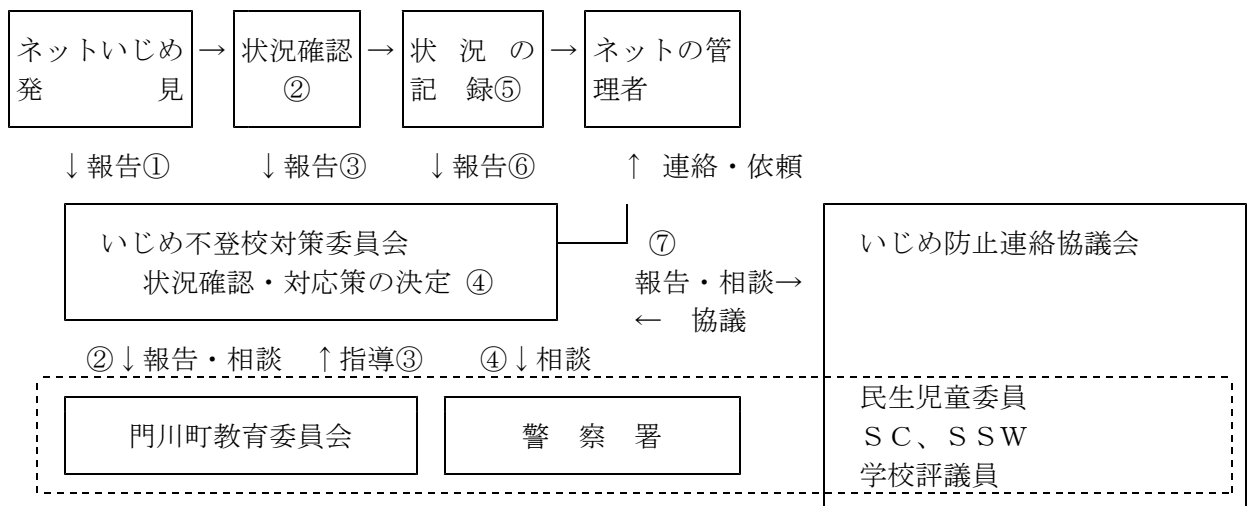 ネットいじめ → 状況確認 → 状 況 の → ネットの管
発 見 ② 記 録⑤ 理者
↓報告① ↓報告③ ↓報告⑥ ↑ 連絡・依頼
いじめ不登校対策委員会 ⑦ いじめ防止連絡協議会
状況確認・対応策の決定 ④ 報告・相談→
← 協議
②↓報告・相談 ↑指導③ ④↓相談
民生児童委員
門川町教育委員会 警 察 署 SC、SSW
学校評議員